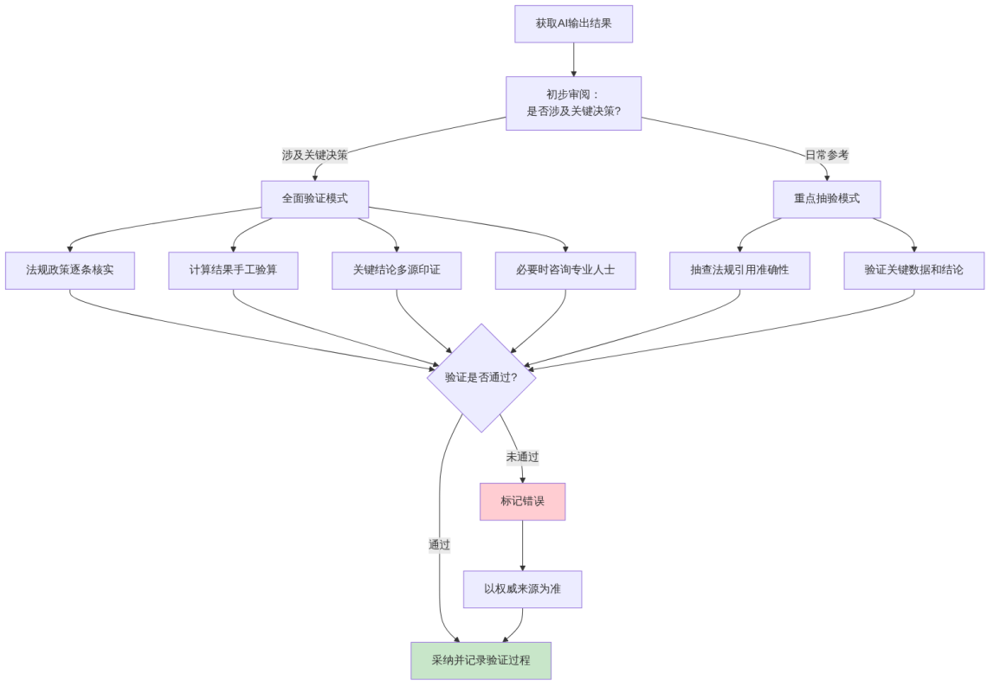 获取AI输出结果
初步审阅：
是否涉及关键决策?
涉及关键决策
日常参考
全面验证模式
重点抽验模式
法规政策逐条核实
计算结果手工验算
关键结论多源印证
必要时咨询专业人士
抽查法规引用准确性
验证关键数据和结论
验证是否通过?
未通过
标记错误
通过
以权威来源为准
采纳并记录验证过程